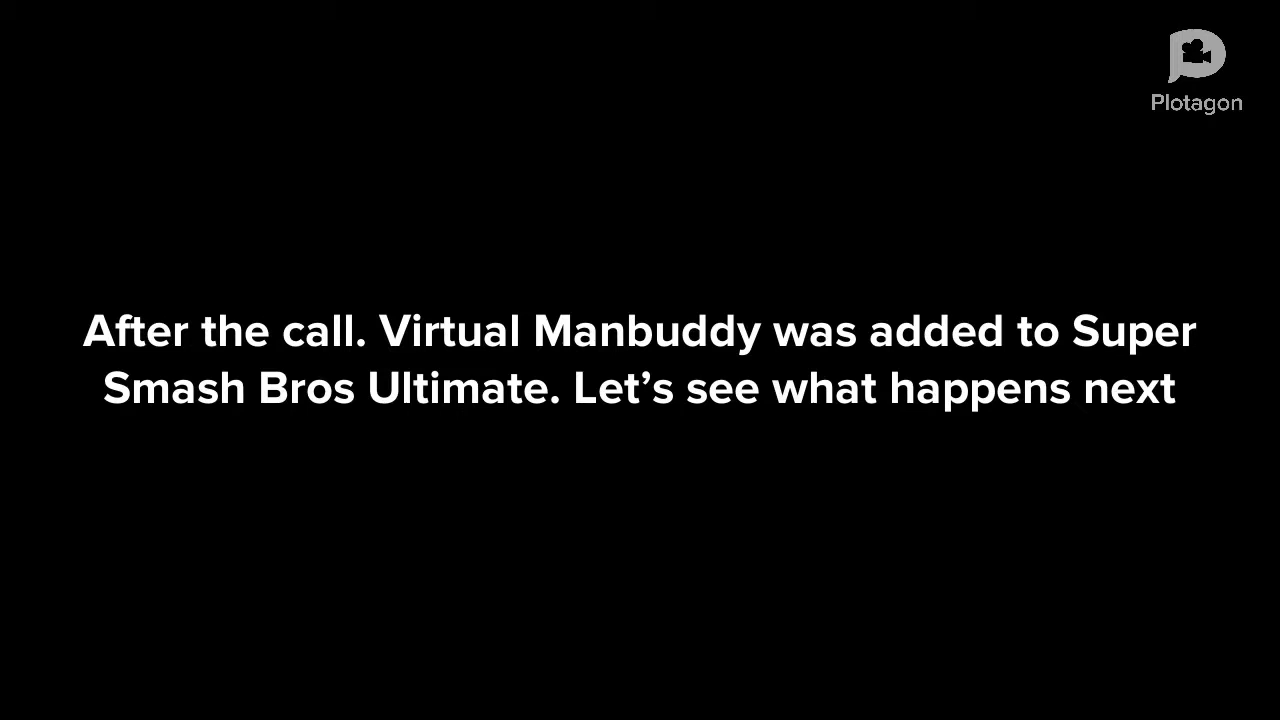 Plotagon
After the call. Virtual Manbuddy was added to Super
Smash Bros Ultimate. Let’s see what happens next